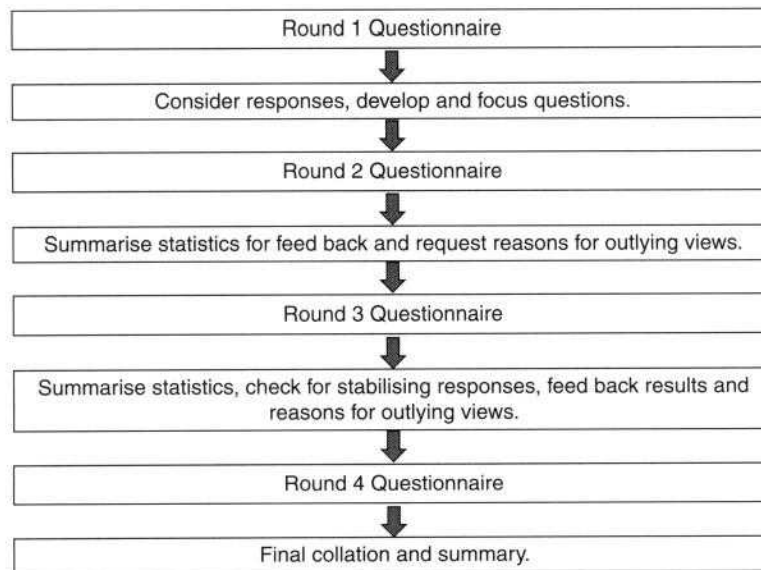 Round 1 Questionnaire
Consider responses, develop and focus questions.
Round 2 Questionnaire
Summarise statistics for feed back and request reasons for outlying views.
Round 3 Questionnaire
Summarise statistics, check for stabilising responses, feed back results and
reasons for outlying views.
Round 4 Questionnaire
Final collation and summary.